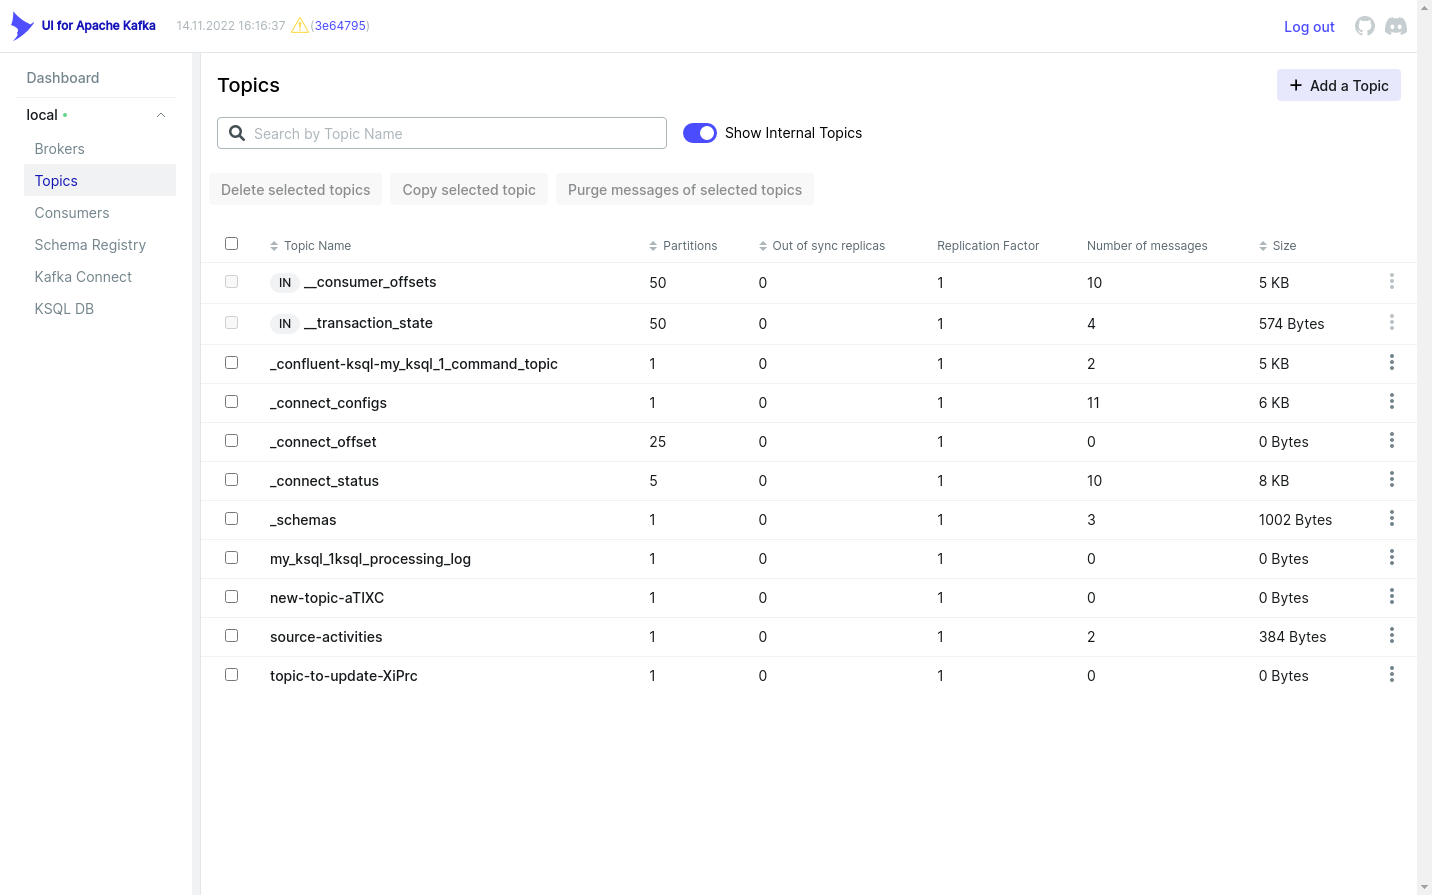 UI for Apache Kafka 14.11.2022 16:16:37 (3e64795) Log out
Dashboard
local
Brokers
Topics
Consumers
Schema Registry
Kafka Connect
KSQL DB
Topics
Add a Topic
Search by Topic Name
Show Internal Topics
Delete selected topics Copy selected topic Purge messages of selected topics
Topic Name Partitions Out of sync replicas Replication Factor Number of messages Size
IN __consumer_offsets 50 0 1 10 5 KB
IN __transaction_state 50 0 1 4 574 Bytes
_confluent-ksql-my_ksql_1_command_topic 1 0 1 2 5 KB
_connect_configs 1 0 1 11 6 KB
_connect_offset 25 0 1 0 0 Bytes
_connect_status 5 0 1 10 8 KB
_schemas 1 0 1 3 1002 Bytes
my_ksql_1ksql_processing_log 1 0 1 0 0 Bytes
new-topic-aTIXC 1 0 1 0 0 Bytes
source-activities 1 0 1 2 384 Bytes
topic-to-update-XiPrc 1 0 1 0 0 Bytes